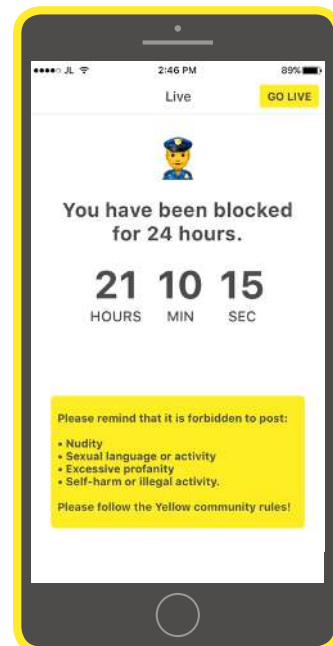 JL 2:46 PM 89%
Live GO LIVE
You have been blocked
for 24 hours.
21 10 15
HOURS MIN SEC
Please remind that it is forbidden to post:
• Nudity
• Sexual language or activity
• Excessive profanity
• Self-harm or illegal activity.
Please follow the Yellow community rules!